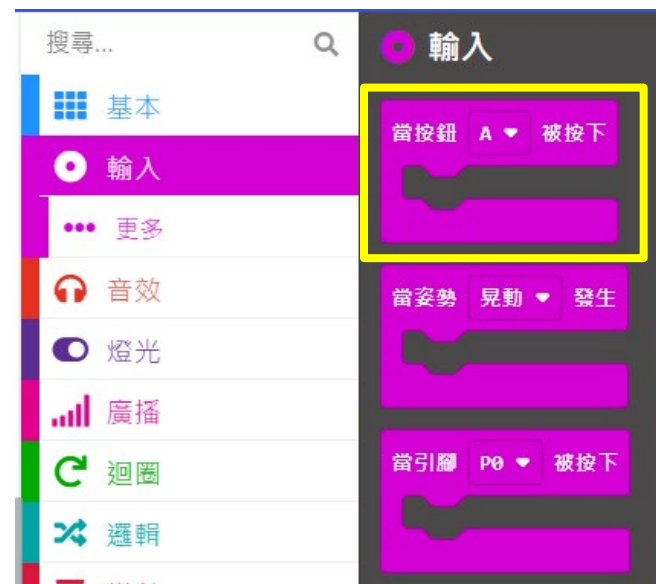 搜尋...
基本
輸入
更多
音效
燈光
廣播
迴圈
邏輯
輸入
當按鈕 A 被按下
當姿勢 晃動 發生
當引腳 P0 被按下